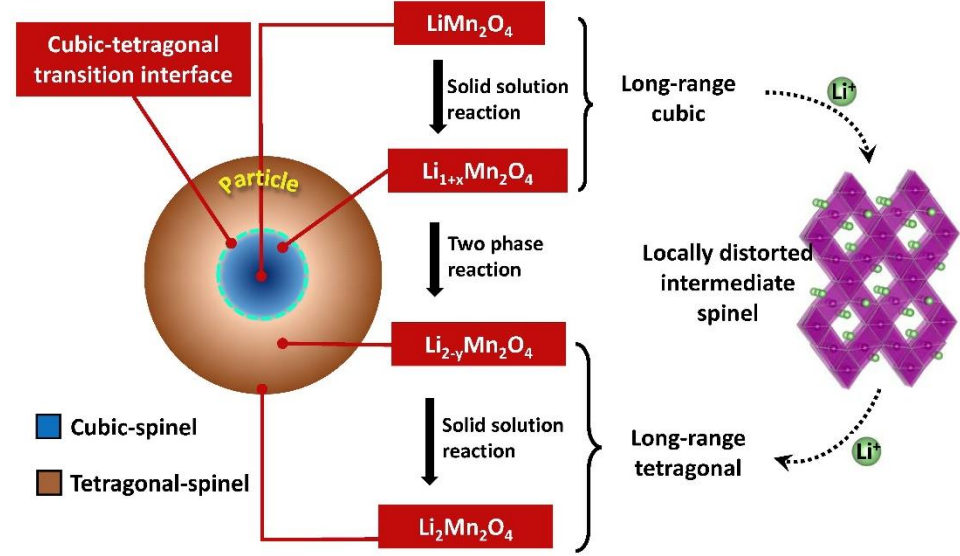 Cubic-tetragonal
transition interface
LiMn₂O₄
Solid solution
reaction
Long-range
cubic
Li⁺
Particle
Li₁₊ₓMn₂O₄
Two phase
reaction
Locally distorted
intermediate
spinel
Li₂₋yMn₂O₄
Cubic-spinel
Tetragonal-spinel
Solid solution
reaction
Long-range
tetragonal
Li⁺
Li₂Mn₂O₄